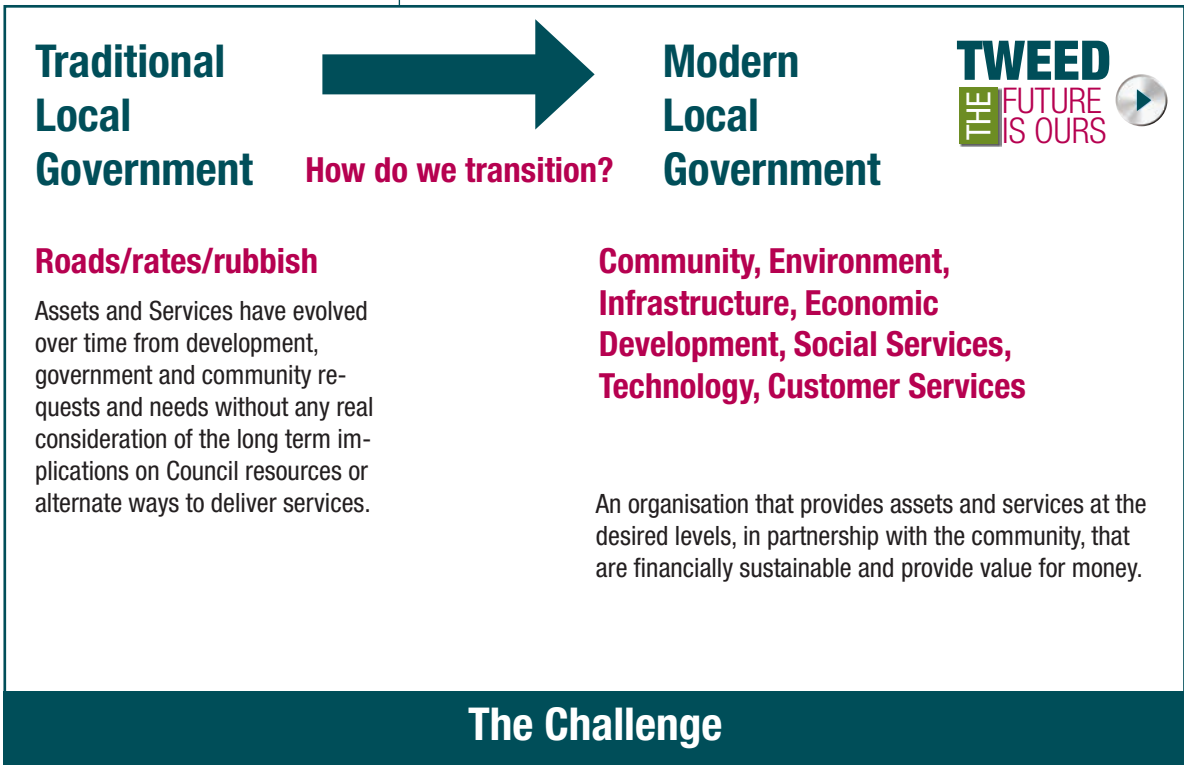 Traditional
Local
Government
How do we transition?
Modern
Local
Government
TWEED
THE
FUTURE
IS OURS
Roads/rates/rubbish
Assets and Services have evolved
over time from development,
government and community re-
quests and needs without any real
consideration of the long term im-
plications on Council resources or
alternate ways to deliver services.
Community, Environment,
Infrastructure, Economic
Development, Social Services,
Technology, Customer Services
An organisation that provides assets and services at the
desired levels, in partnership with the community, that
are financially sustainable and provide value for money.
The Challenge